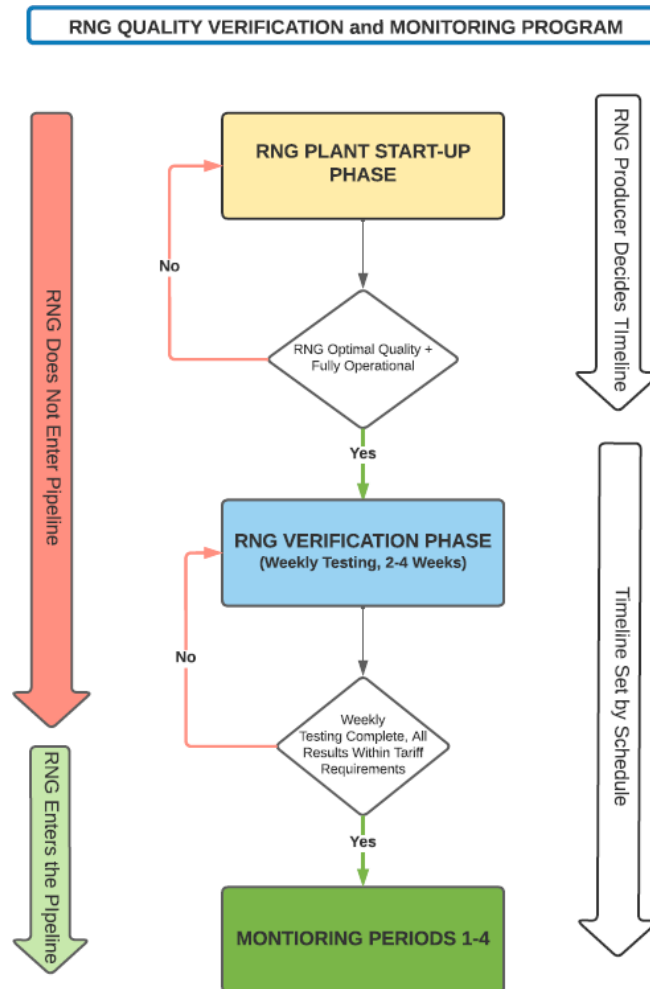 RNG QUALITY VERIFICATION and MONITORING PROGRAM
RNG PLANT START-UP
PHASE
No
RNG Optimal Quality +
Fully Operational
Yes
RNG VERIFICATION PHASE
(Weekly Testing, 2-4 Weeks)
No
Weekly
Testing Complete, All
Results Within Tariff
Requirements
Yes
MONTIORING PERIODS 1-4
RNG Does Not Enter Pipeline
RNG Enters the PIpeline
RNG Producer Decides TImeline
Timeline Set by Schedule